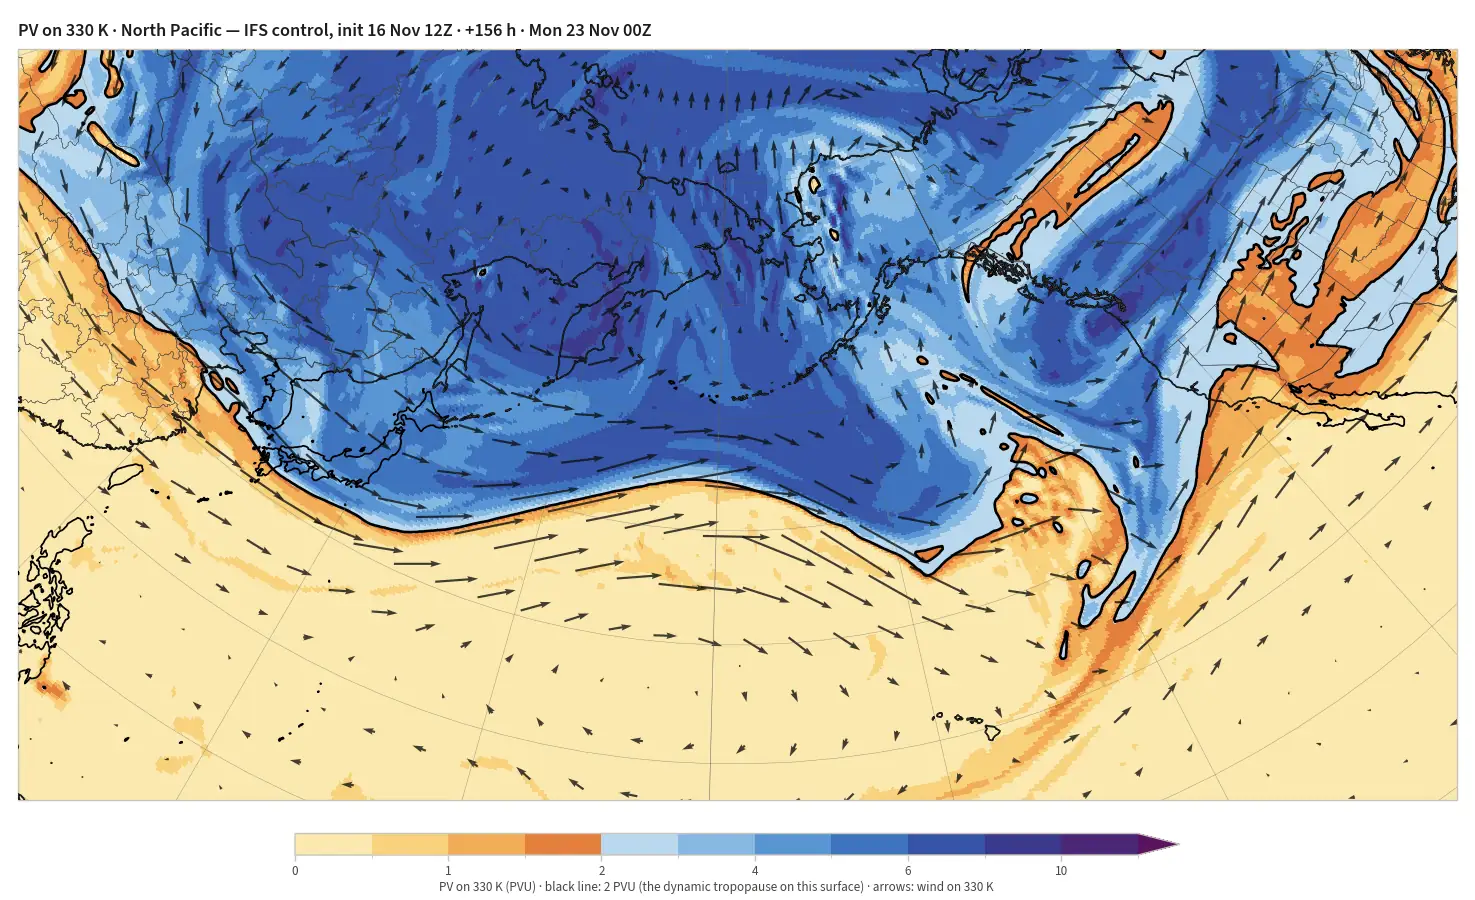 PV on 330 K · North Pacific — IFS control, init 16 Nov 12Z · +156 h · Mon 23 Nov 00Z
0 1 2 4 6 10
PV on 330 K (PVU) · black line: 2 PVU (the dynamic tropopause on this surface) · arrows: wind on 330 K